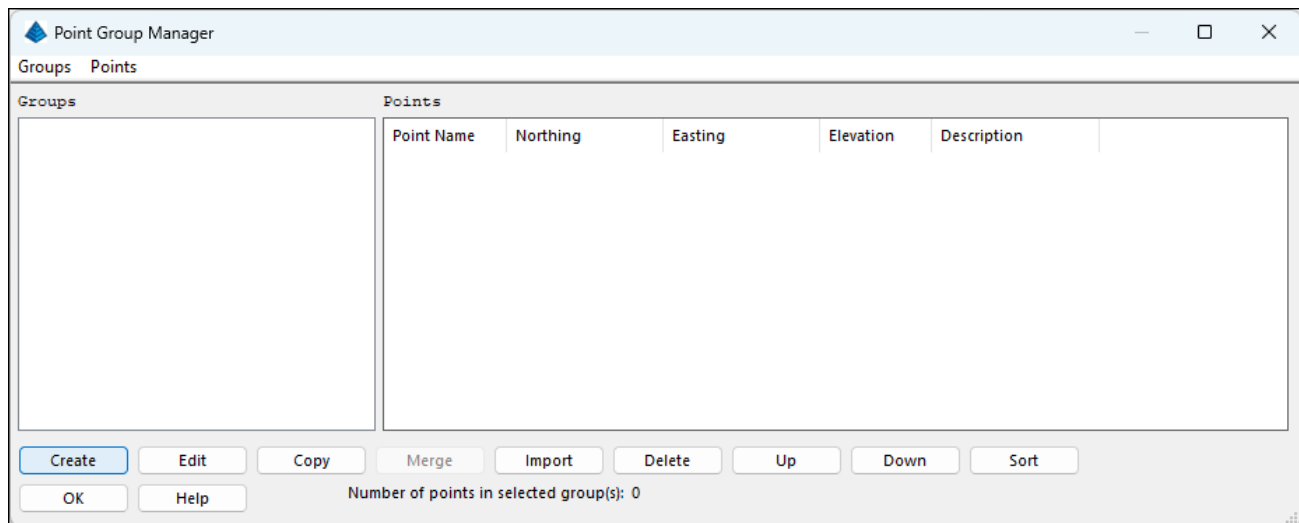 Point Group Manager
Groups Points
Groups Points
Point Name Northing Easting Elevation Description
Create Edit Copy Merge Import Delete Up Down Sort
OK Help Number of points in selected group(s): 0